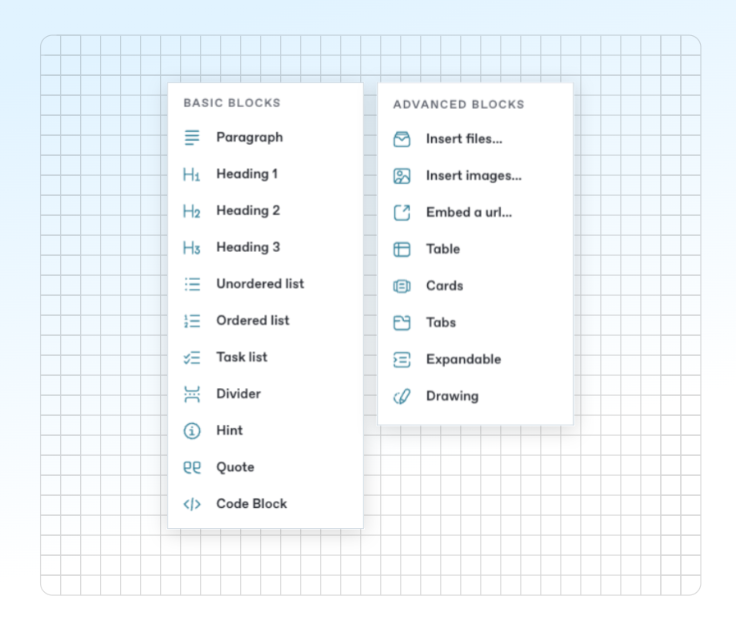 BASIC BLOCKS
Paragraph
H1 Heading 1
H2 Heading 2
H3 Heading 3
Unordered list
Ordered list
Task list
Divider
Hint
Quote
Code Block
ADVANCED BLOCKS
Insert files...
Insert images...
Embed a url...
Table
Cards
Tabs
Expandable
Drawing